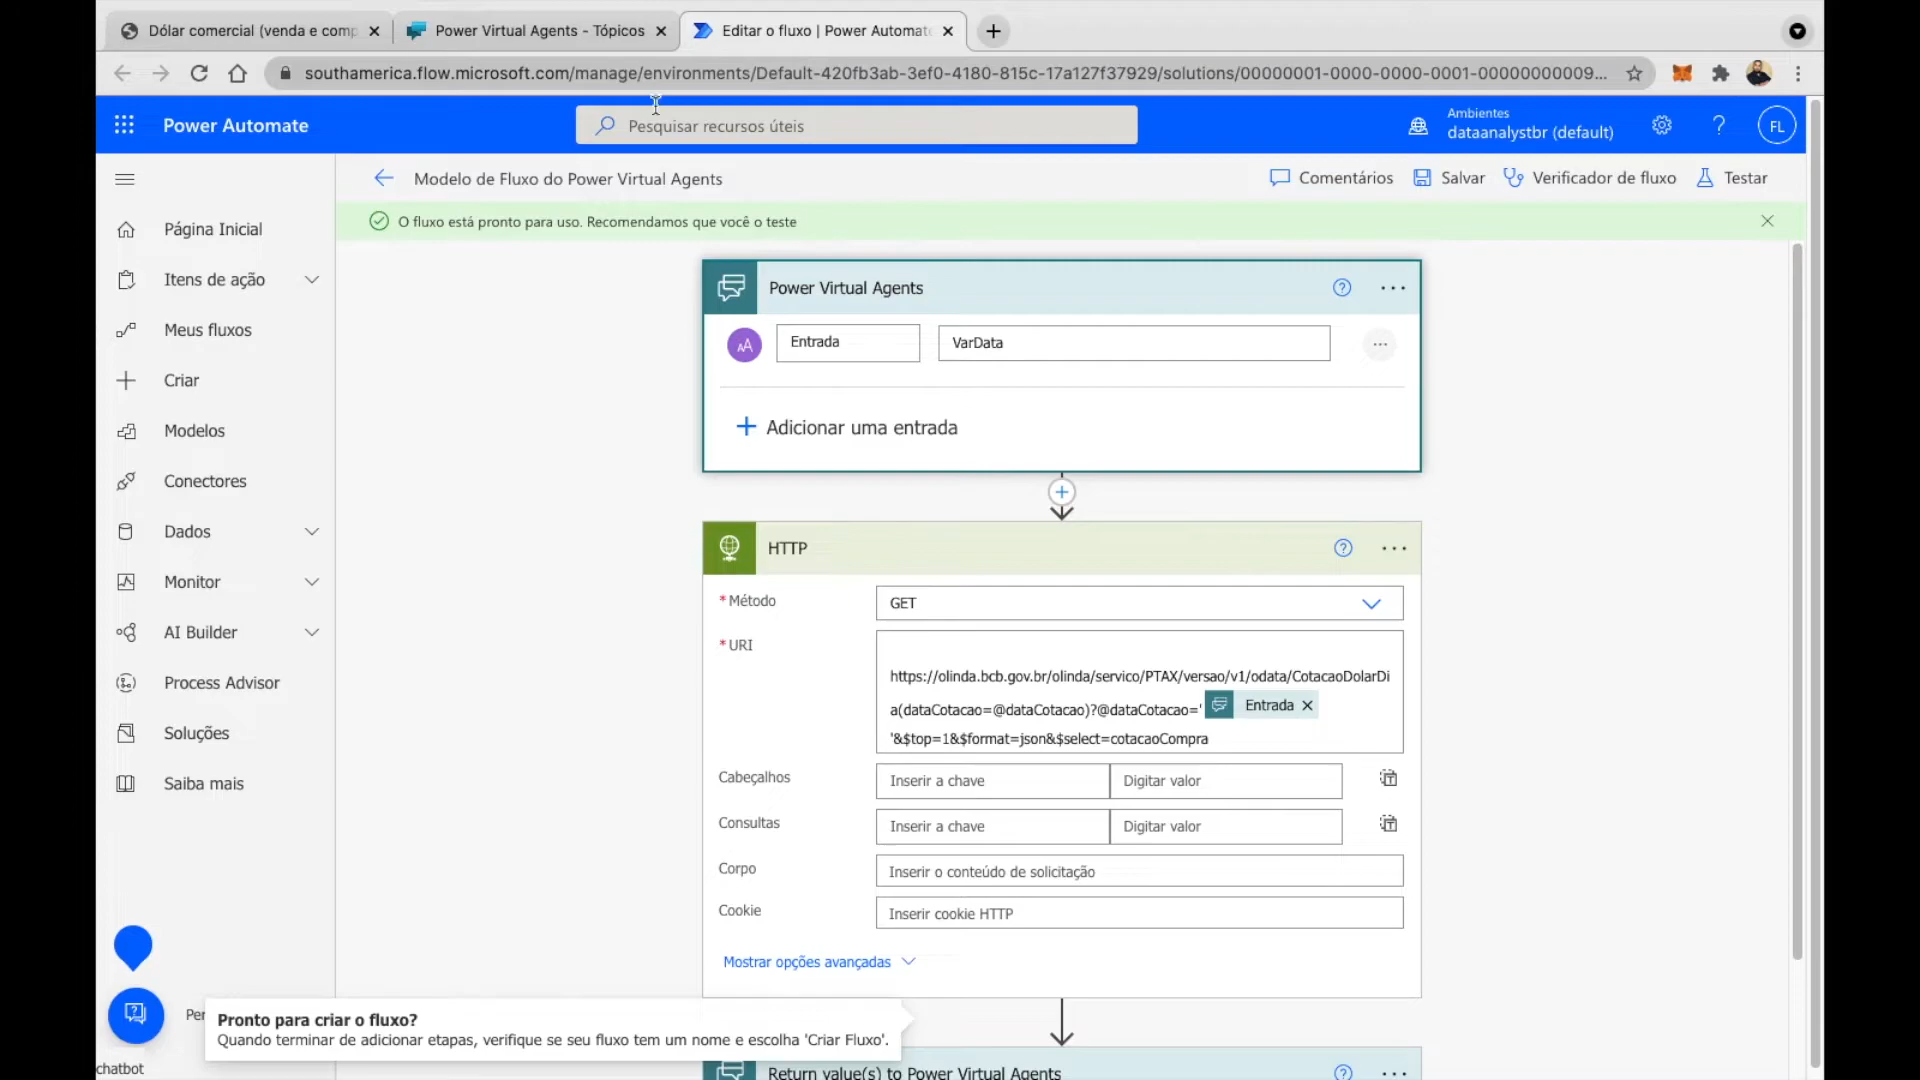 Dólar comercial (venda e comp
Power Virtual Agents - Tópicos
Editar o fluxo | Power Automate
southamerica.flow.microsoft.com/manage/environments/Default-420fb3ab-3ef0-4180-815c-17a127f37929/solutions/00000001-0000-0000-0001-00000000009...
Power Automate
Pesquisar recursos úteis
Ambientes
dataanalystbr (default)
FL
Modelo de Fluxo do Power Virtual Agents
Comentários
Salvar
Verificador de fluxo
Testar
O fluxo está pronto para uso. Recomendamos que você o teste
Página Inicial
Itens de ação
Meus fluxos
Criar
Modelos
Conectores
Dados
Monitor
AI Builder
Process Advisor
Soluções
Saiba mais
Power Virtual Agents
Entrada
VarData
Adicionar uma entrada
HTTP
* Método
GET
* URI
https://olinda.bcb.gov.br/olinda/servico/PTAX/versao/v1/odata/CotacaoDolarDi
a(dataCotacao=@dataCotacao)?@dataCotacao=' Entrada
'&$top=1&$format=json&$select=cotacaoCompra
Cabeçalhos
Inserir a chave
Digitar valor
Consultas
Inserir a chave
Digitar valor
Corpo
Inserir o conteúdo de solicitação
Cookie
Inserir cookie HTTP
Mostrar opções avançadas
Per
Pronto para criar o fluxo?
Quando terminar de adicionar etapas, verifique se seu fluxo tem um nome e escolha 'Criar Fluxo'.
chatbot
Return value(s) to Power Virtual Agents